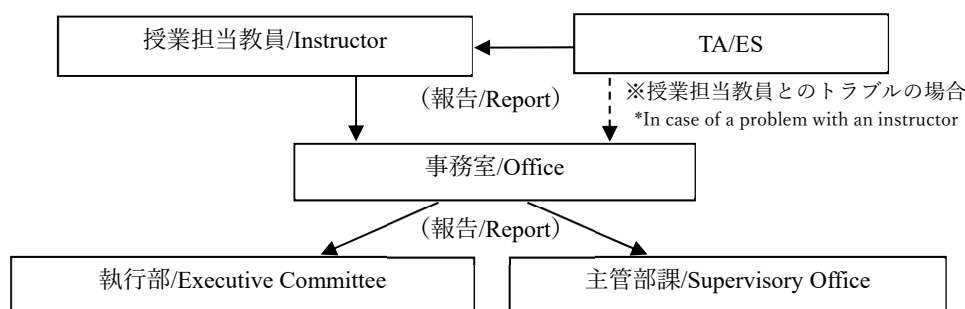 授業担当教員/Instructor
TA/ES
（報告/Report）
※授業担当教員とのトラブルの場合
*In case of a problem with an instructor
事務室/Office
（報告/Report）
執行部/Executive Committee
主管部課/Supervisory Office